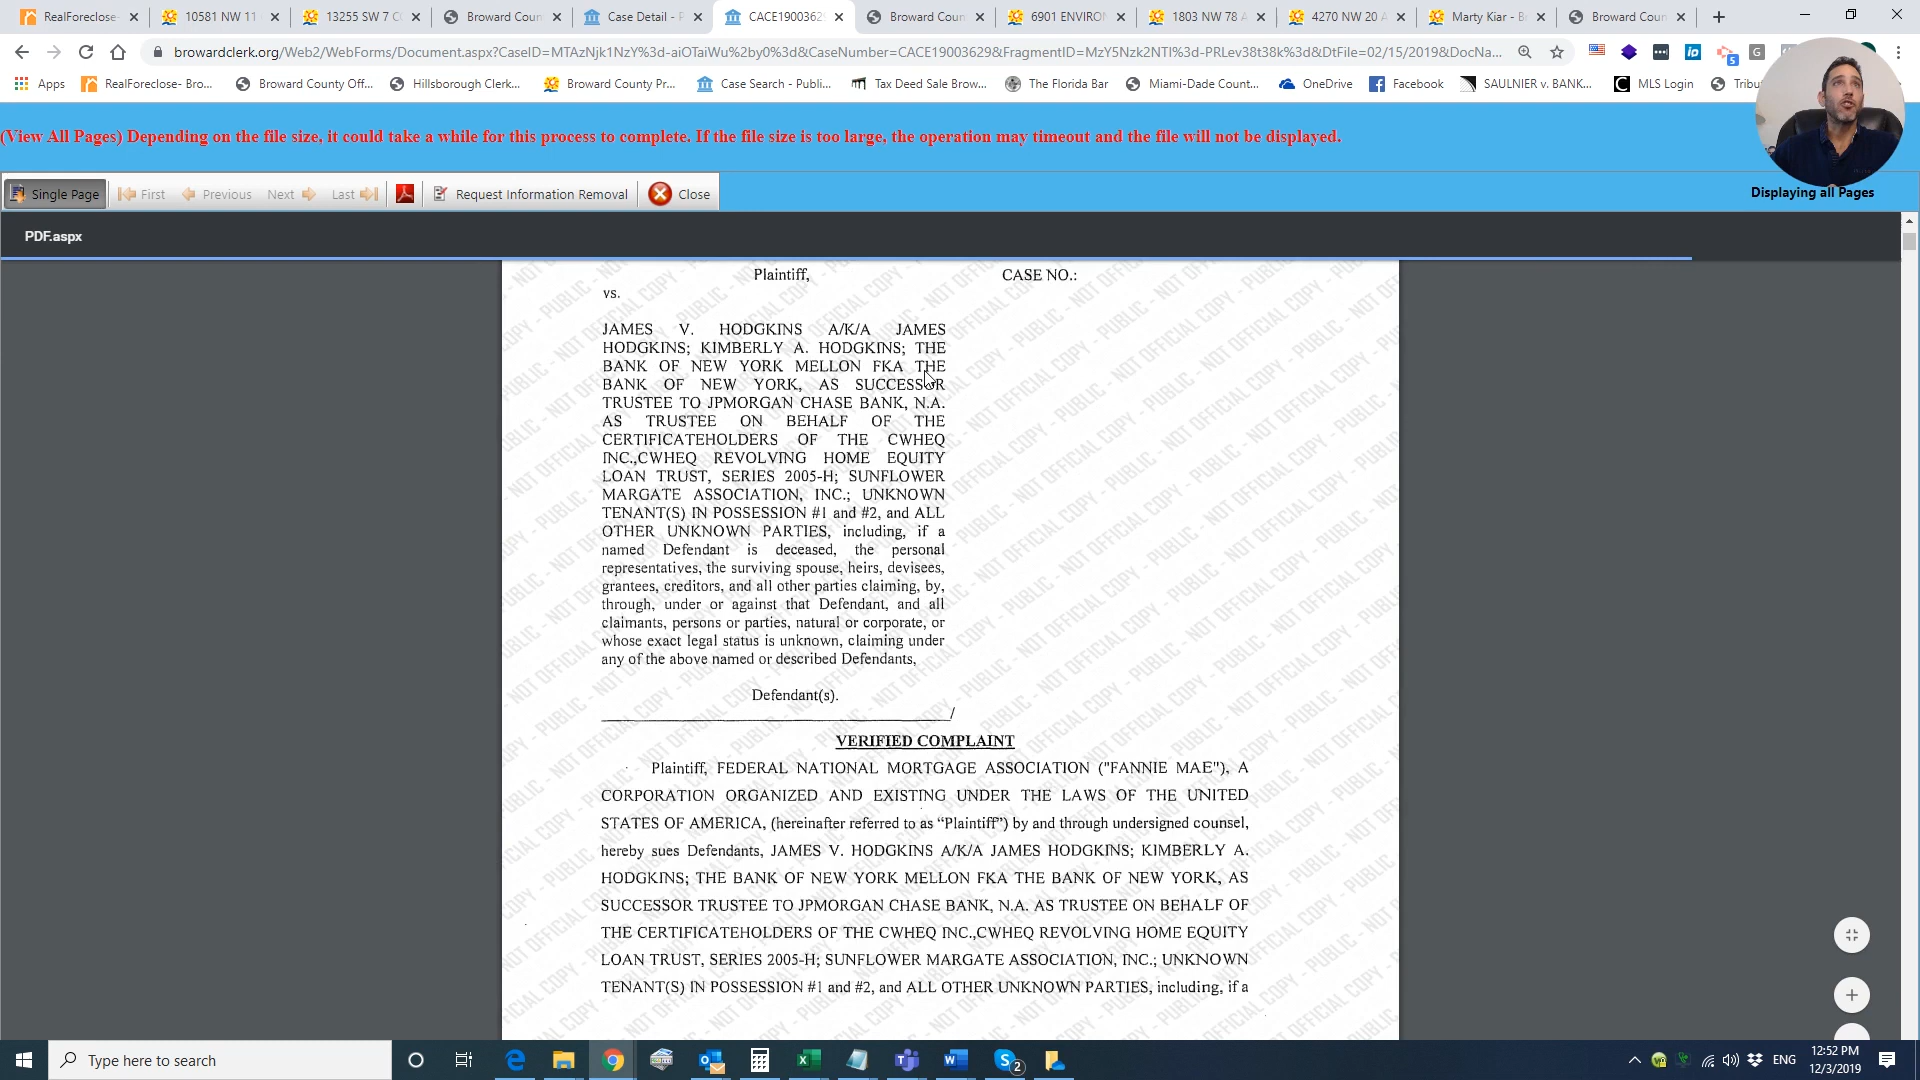 RealForeclose-
10581 NW 11
13255 SW 7 C
Broward Coun
Case Detail - P
CACE1900362
Broward Coun
6901 ENVIRON
1803 NW 78 A
4270 NW 20 A
Marty Kiar - B
Broward Coun
browardclerk.org/Web2/WebForms/Document.aspx?CaseID=MTAzNjk1NzY%3d-aiOTaiWu%2by0%3d&CaseNumber=CACE19003629&FragmentID=MzY5Nzk2NTI%3d-PRLev38t38k%3d&DtFile=02/15/2019&DocNa...
Apps
RealForeclose- Bro...
Broward County Off...
Hillsborough Clerk...
Broward County Pr...
Case Search - Publi...
Tax Deed Sale Brow...
The Florida Bar
Miami-Dade Count...
OneDrive
Facebook
SAULNIER v. BANK...
MLS Login
Tribu
(View All Pages) Depending on the file size, it could take a while for this process to complete. If the file size is too large, the operation may timeout and the file will not be displayed.
Single Page
First
Previous
Next
Last
Request Information Removal
Close
Displaying all Pages
PDF.aspx
Plaintiff,
CASE NO.:
vs.
JAMES V. HODGKINS A/K/A JAMES
HODGKINS; KIMBERLY A. HODGKINS; THE
BANK OF NEW YORK MELLON FKA THE
BANK OF NEW YORK, AS SUCCESSOR
TRUSTEE TO JPMORGAN CHASE BANK, N.A.
AS TRUSTEE ON BEHALF OF THE
CERTIFICATEHOLDERS OF THE CWHEQ
INC.,CWHEQ REVOLVING HOME EQUITY
LOAN TRUST, SERIES 2005-H; SUNFLOWER
MARGATE ASSOCIATION, INC.; UNKNOWN
TENANT(S) IN POSSESSION #1 and #2, and ALL
OTHER UNKNOWN PARTIES, including, if a
named Defendant is deceased, the personal
representatives, the surviving spouse, heirs, devisees,
grantees, creditors, and all other parties claiming, by,
through, under or against that Defendant, and all
claimants, persons or parties, natural or corporate, or
whose exact legal status is unknown, claiming under
any of the above named or described Defendants,
Defendant(s).
/
VERIFIED COMPLAINT
Plaintiff, FEDERAL NATIONAL MORTGAGE ASSOCIATION ("FANNIE MAE"), A
CORPORATION ORGANIZED AND EXISTING UNDER THE LAWS OF THE UNITED
STATES OF AMERICA, (hereinafter referred to as “Plaintiff”) by and through undersigned counsel,
hereby sues Defendants, JAMES V. HODGKINS A/K/A JAMES HODGKINS; KIMBERLY A.
HODGKINS; THE BANK OF NEW YORK MELLON FKA THE BANK OF NEW YORK, AS
SUCCESSOR TRUSTEE TO JPMORGAN CHASE BANK, N.A. AS TRUSTEE ON BEHALF OF
THE CERTIFICATEHOLDERS OF THE CWHEQ INC.,CWHEQ REVOLVING HOME EQUITY
LOAN TRUST, SERIES 2005-H; SUNFLOWER MARGATE ASSOCIATION, INC.; UNKNOWN
TENANT(S) IN POSSESSION #1 and #2, and ALL OTHER UNKNOWN PARTIES, including, if a
Type here to search
2
ENG
12:52 PM
12/3/2019